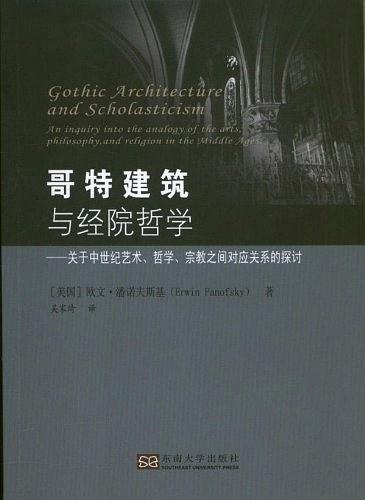 Gothic Architecture
and Scholasticism
An inquiry into the analogy of the arts,
philosophy, and religion in the Middle Ages.
哥特建筑
与经院哲学
——关于中世纪艺术、哲学、宗教之间对应关系的探讨
［美国］欧文·潘诺夫斯基（Erwin Panofsky） 著
吴家琦 译
SE
东南大学出版社
SOUTHEAST UNIVERSITY PRESS